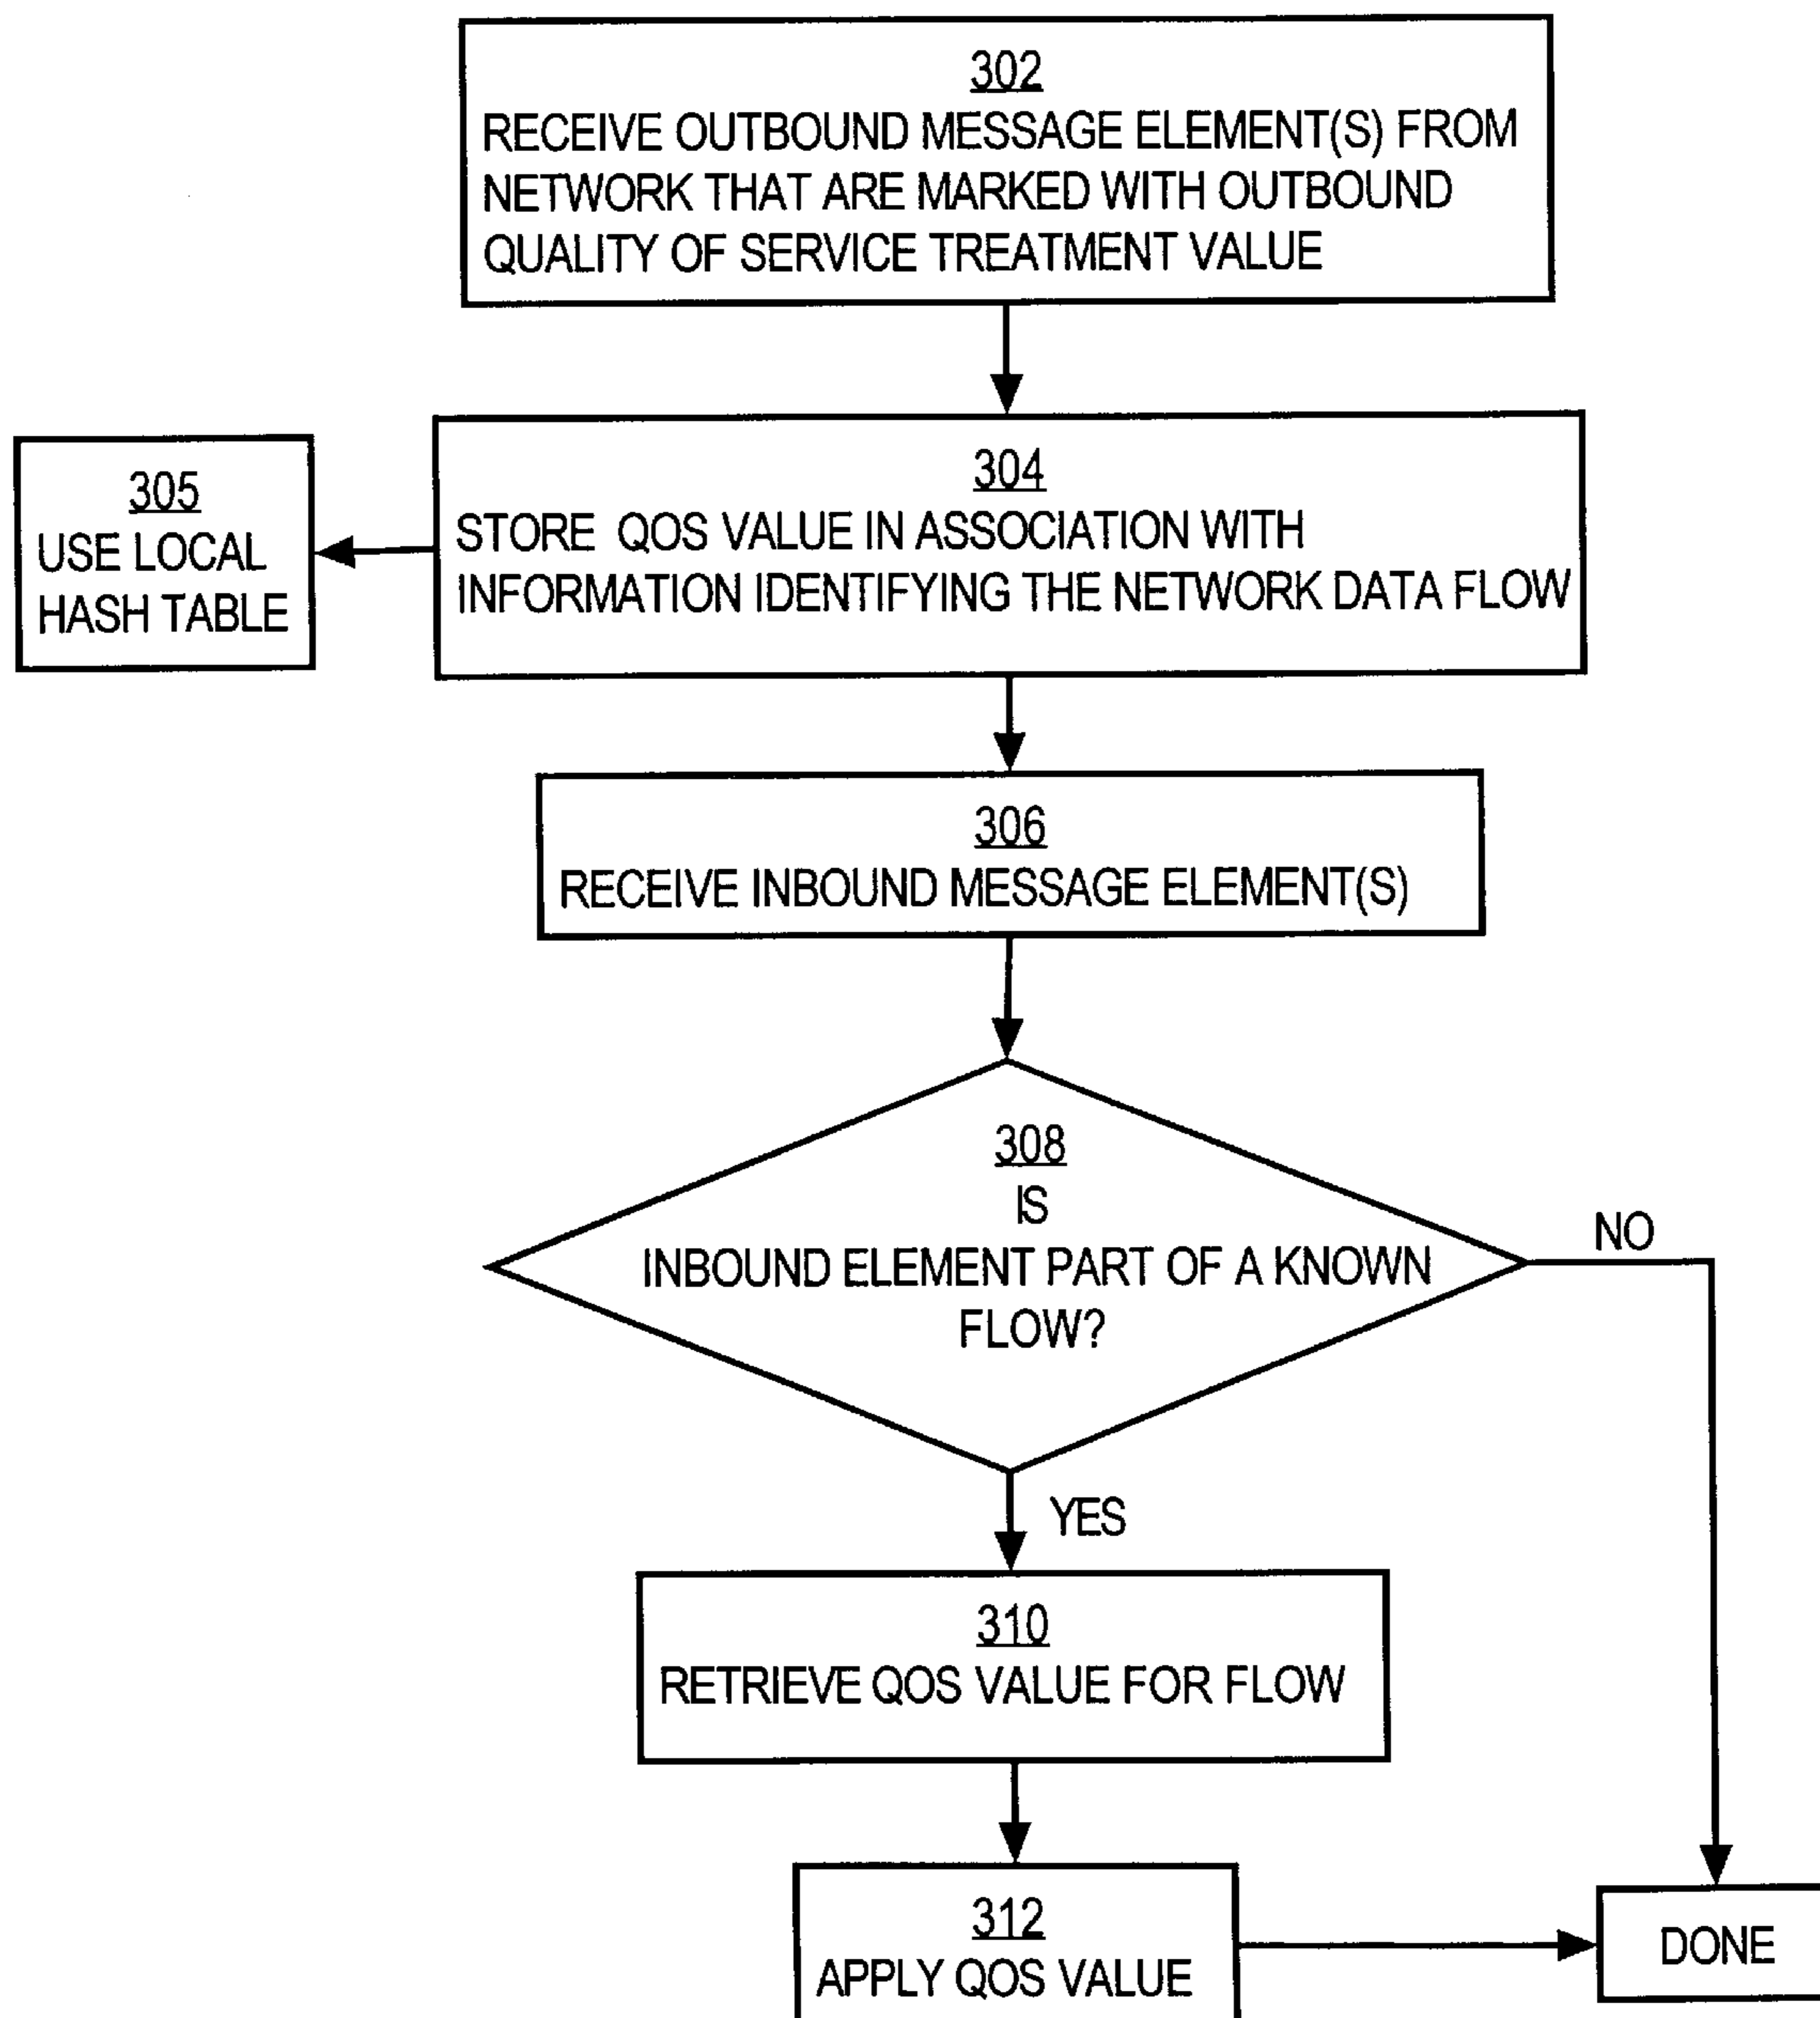 302
RECEIVE OUTBOUND MESSAGE ELEMENT(S) FROM
NETWORK THAT ARE MARKED WITH OUTBOUND
QUALITY OF SERVICE TREATMENT VALUE
305
USE LOCAL
HASH TABLE
304
STORE QOS VALUE IN ASSOCIATION WITH
INFORMATION IDENTIFYING THE NETWORK DATA FLOW
306
RECEIVE INBOUND MESSAGE ELEMENT(S)
308
IS
INBOUND ELEMENT PART OF A KNOWN
FLOW?
NO
YES
310
RETRIEVE QOS VALUE FOR FLOW
312
APPLY QOS VALUE
DONE